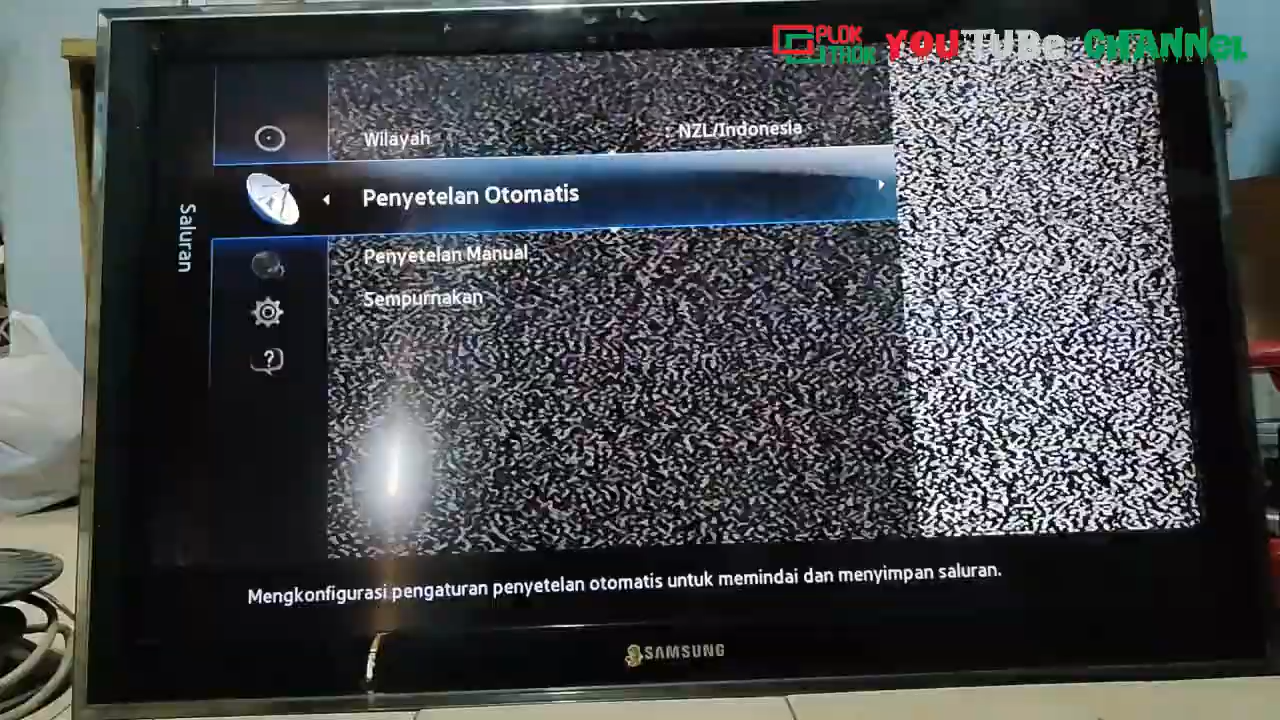 PLOK
JTHOK
YOUTUBe CHANNeL
Wilayah : NZL/Indonesia
Penyetelan Otomatis
Saluran
Penyetelan Manual
Sempurnakan
Mengkonfigurasi pengaturan penyetelan otomatis untuk memindai dan menyimpan saluran.
SAMSUNG